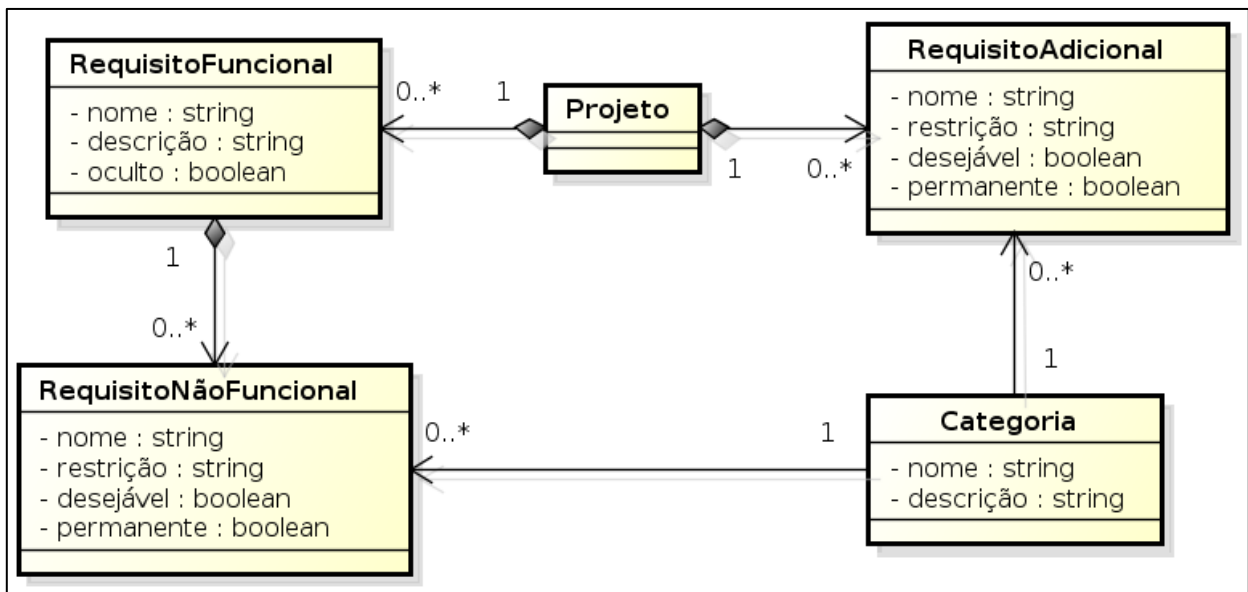 RequisitoFuncional
- nome : string
- descrição : string
- oculto : boolean
0..*
1
Projeto
1
0..*
RequisitoAdicional
- nome : string
- restrição : string
- desejável : boolean
- permanente : boolean
1
0..*
0..*
1
RequisitoNãoFuncional
- nome : string
- restrição : string
- desejável : boolean
- permanente : boolean
0..*
1
Categoria
- nome : string
- descrição : string